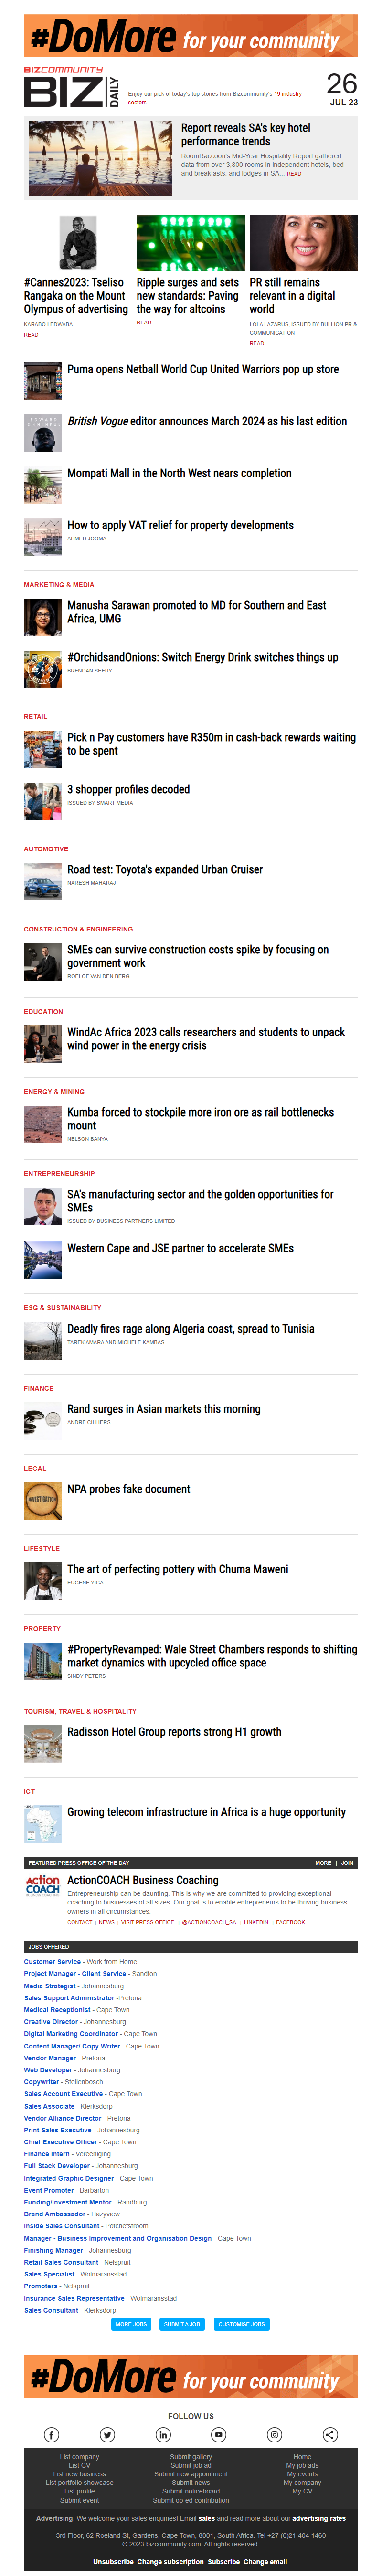 #DoMore for your community
BIZCOMMUNITY
BIZ DAILY
Enjoy our pick of today's top stories from Bizcommunity's 19 industry
sectors.
26
JUL 23
Report reveals SA's key hotel
performance trends
RoomRaccoon's Mid-Year Hospitality Report gathered
data from over 3,800 rooms in independent hotels, bed
and breakfasts, and lodges in SA... READ
#Cannes2023: Tseliso
Rangaka on the Mount
Olympus of advertising
KARABO LEDWABA
READ
Ripple surges and sets
new standards: Paving
the way for altcoins
READ
PR still remains
relevant in a digital
world
LOLA LAZARUS, ISSUED BY BULLION PR &
COMMUNICATION
READ
Puma opens Netball World Cup United Warriors pop up store
British Vogue editor announces March 2024 as his last edition
Mompati Mall in the North West nears completion
How to apply VAT relief for property developments
AHMED JOOMA
MARKETING & MEDIA
Manusha Sarawan promoted to MD for Southern and East
Africa, UMG
#OrchidsandOnions: Switch Energy Drink switches things up
BRENDAN SEERY
RETAIL
Pick n Pay customers have R350m in cash-back rewards waiting
to be spent
3 shopper profiles decoded
ISSUED BY SMART MEDIA
AUTOMOTIVE
Road test: Toyota's expanded Urban Cruiser
NARESH MAHARAJ
CONSTRUCTION & ENGINEERING
SMEs can survive construction costs spike by focusing on
government work
ROELOF VAN DEN BERG
EDUCATION
WindAc Africa 2023 calls researchers and students to unpack
wind power in the energy crisis
ENERGY & MINING
Kumba forced to stockpile more iron ore as rail bottlenecks
mount
NELSON BANYA
ENTREPRENEURSHIP
SA's manufacturing sector and the golden opportunities for
SMEs
ISSUED BY BUSINESS PARTNERS LIMITED
Western Cape and JSE partner to accelerate SMEs
ESG & SUSTAINABILITY
Deadly fires rage along Algeria coast, spread to Tunisia
TAREK AMARA AND MICHELE KAMBAS
FINANCE
Rand surges in Asian markets this morning
ANDRE CILLIERS
LEGAL
INVESTIGATION
NPA probes fake document
LIFESTYLE
The art of perfecting pottery with Chuma Maweni
EUGENE YIGA
PROPERTY
#PropertyRevamped: Wale Street Chambers responds to shifting
market dynamics with upcycled office space
SINDY PETERS
TOURISM, TRAVEL & HOSPITALITY
Radisson Hotel Group reports strong H1 growth
ICT
Growing telecom infrastructure in Africa is a huge opportunity
FEATURED PRESS OFFICE OF THE DAY MORE | JOIN
Action
COACH
BUSINESS COACHING
ActionCOACH Business Coaching
Entrepreneurship can be daunting. This is why we are committed to providing exceptional
coaching to businesses of all sizes. Our goal is to enable entrepreneurs to be thriving business
owners in all circumstances.
CONTACT | NEWS | VISIT PRESS OFFICE | @ACTIONCOACH_SA | LINKEDIN | FACEBOOK
JOBS OFFERED
Customer Service - Work from Home
Project Manager - Client Service - Sandton
Media Strategist - Johannesburg
Sales Support Administrator -Pretoria
Medical Receptionist - Cape Town
Creative Director - Johannesburg
Digital Marketing Coordinator - Cape Town
Content Manager/ Copy Writer - Cape Town
Vendor Manager - Pretoria
Web Developer - Johannesburg
Copywriter - Stellenbosch
Sales Account Executive - Cape Town
Sales Associate - Klerksdorp
Vendor Alliance Director - Pretoria
Print Sales Executive - Johannesburg
Chief Executive Officer - Cape Town
Finance Intern - Vereeniging
Full Stack Developer - Johannesburg
Integrated Graphic Designer - Cape Town
Event Promoter - Barbarton
Funding/Investment Mentor - Randburg
Brand Ambassador - Hazyview
Inside Sales Consultant - Potchefstroom
Manager - Business Improvement and Organisation Design - Cape Town
Finishing Manager - Johannesburg
Retail Sales Consultant - Nelspruit
Sales Specialist - Wolmaransstad
Promoters - Nelspruit
Insurance Sales Representative - Wolmaransstad
Sales Consultant - Klerksdorp
MORE JOBS SUBMIT A JOB CUSTOMISE JOBS
#DoMore for your community
FOLLOW US
List company
List CV
List new business
List portfolio showcase
List profile
Submit event
Submit gallery
Submit job ad
Submit new appointment
Submit news
Submit noticeboard
Submit op-ed contribution
Home
My job ads
My events
My company
My CV
Advertising We welcome your sales enquiries! Email sales and read more about our advertising rates
3rd Floor, 62 Roeland St, Gardens, Cape Town, 8001, South Africa. Tel +27 (0)21 404 1460
© 2023 bizcommunity.com. All rights reserved.
Unsubscribe Change subscription Subscribe Change email